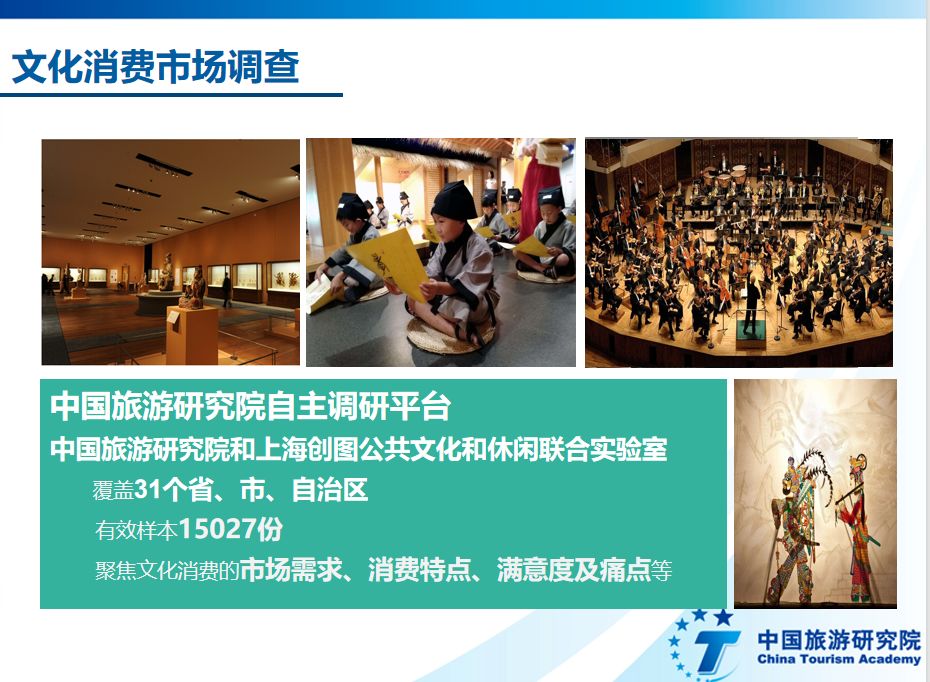 文化消费市场调查
中国旅游研究院自主调研平台
中国旅游研究院和上海创图公共文化和休闲联合实验室
覆盖31个省、市、自治区
有效样本15027份
聚焦文化消费的市场需求、消费特点、满意度及痛点等
中国旅游研究院
China Tourism Academy